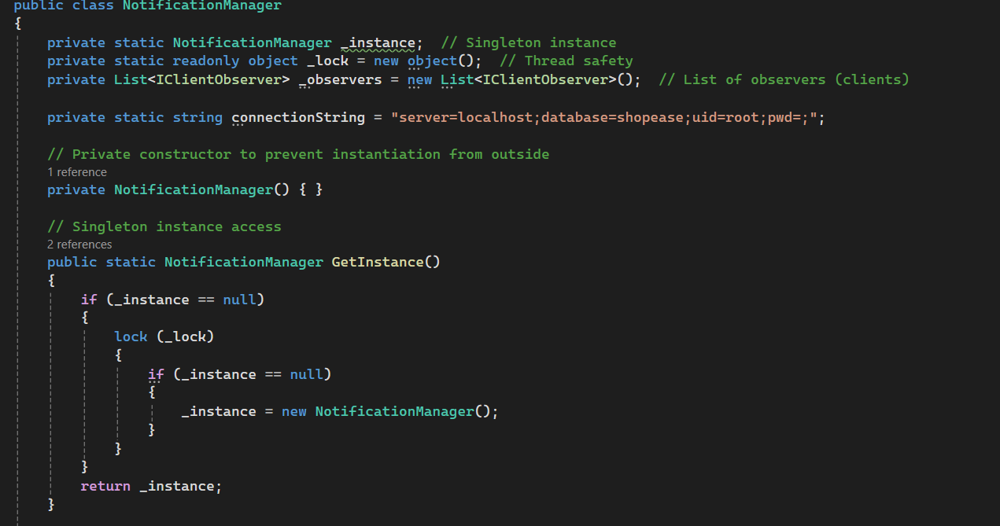 public class NotificationManager
{
private static NotificationManager _instance;  // Singleton instance
private static readonly object _lock = new object();  // Thread safety
private List<IClientObserver> _observers = new List<IClientObserver>();  // List of observers (clients)
private static string connectionString = "server=localhost;database=shopease;uid=root;pwd=;";
// Private constructor to prevent instantiation from outside
1 reference
private NotificationManager() { }
// Singleton instance access
2 references
public static NotificationManager GetInstance()
{
if (_instance == null)
{
lock (_lock)
{
if (_instance == null)
{
_instance = new NotificationManager();
}
}
}
return _instance;
}